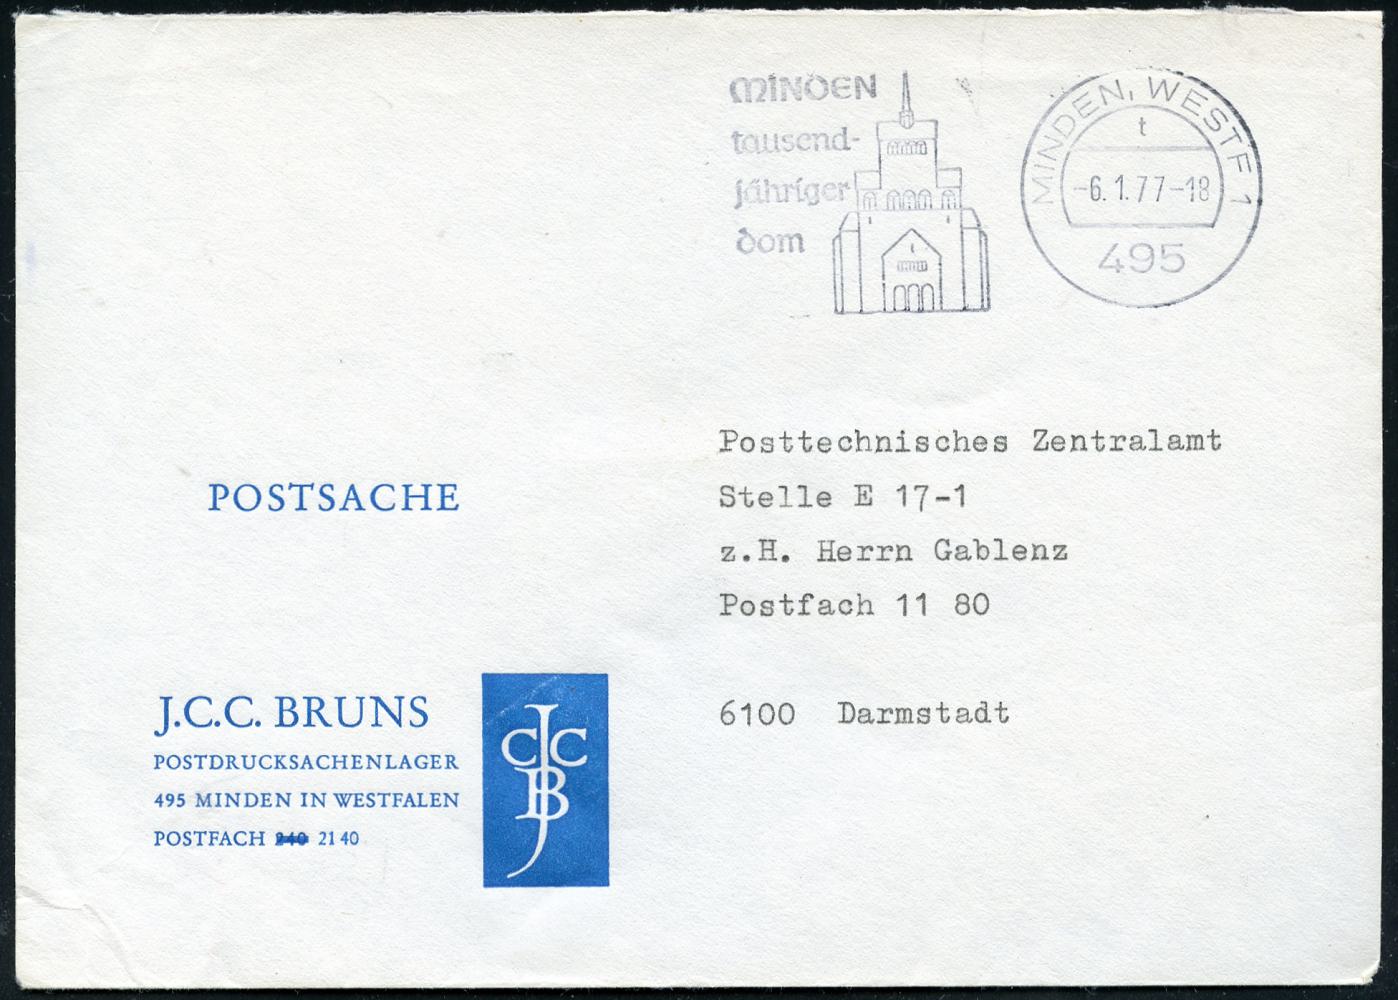 MINDEN
tausend-
jähriger
dom
MINDEN, WESTF 1
t
-6.1.77-18
495
Posttechnisches Zentralamt
Stelle E 17-1
z.H. Herrn Gablenz
Postfach 11 80
6100 Darmstadt
POSTSACHE
J.C.C. BRUNS
POSTDRUCKSACHENLAGER
495 MINDEN IN WESTFALEN
POSTFACH 240 21 40
JCCB